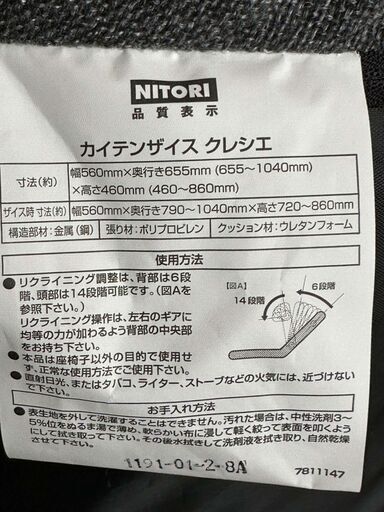 NITORI
品質表示
カイテンザイス クレシエ
寸法(約) 幅560mm×奥行き655mm (655〜1040mm)
×高さ460mm (460〜860mm)
ザイス時 寸法(約) 幅560mm×奥行き790〜1040mm×高さ720〜860mm
構造部材:金属(鋼) 張り材:ポリプロピレン クッション材:ウレタンフォーム
使用方法
●リクライニング調整は、背部は6段
階、頭部は14段階可能です。(図Aを
参照下さい。)
リクライニング操作は、左右のギアに
均等の力が加わるよう背部の中央部
をお持ち下さい。
【図A】
6段階
14段階
●本品は座椅子以外の目的で使用せ
ず、正常な使用方法でご使用下さい。
●直射日光、またはタバコ、ライター、ストーブなどの火気には、近づけない
で下さい。
お手入れ方法
●表生地を外して洗濯することはできません。汚れた場合は、中性洗剤3〜
5%位をぬるま湯で薄め、軟らかい布に浸して軽く絞って表面をなでるよう
にして拭き取って下さい。その後水拭きして洗剤液を拭き取り、自然乾燥
させて下さい。
1191-01-2-8A
7811147